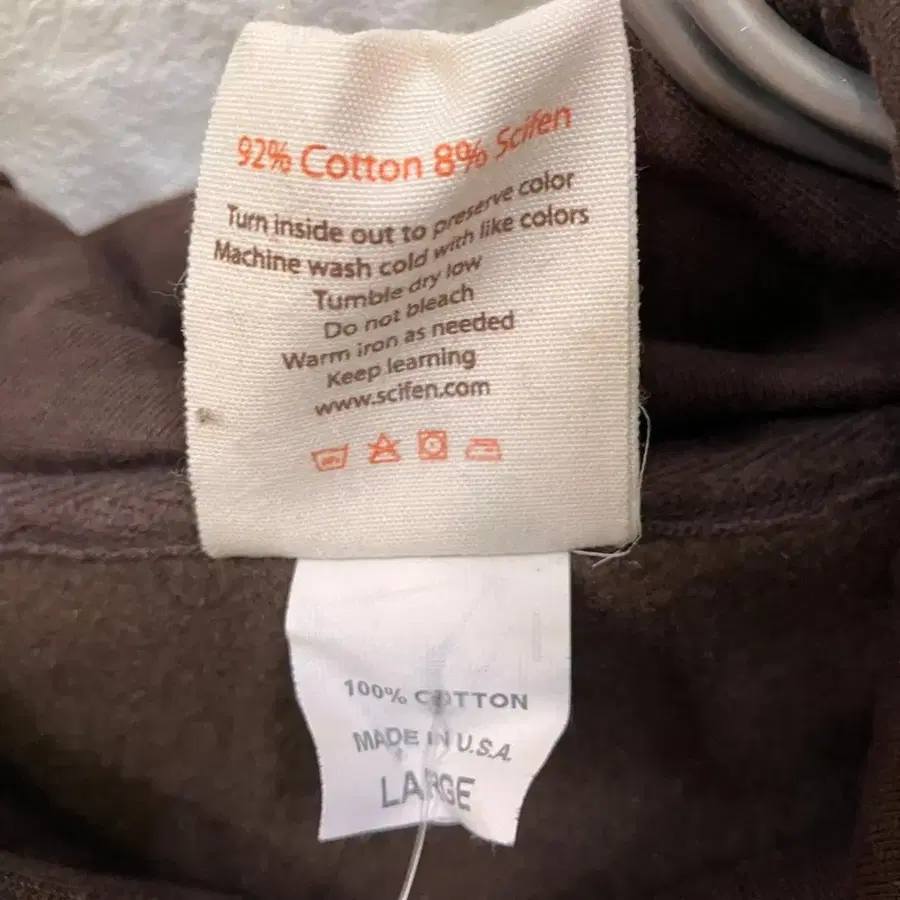 92% Cotton 8% Scifen
Turn inside out to preserve color
Machine wash cold with like colors
Tumble dry low
Do not bleach
Warm iron as needed
Keep learning
www.scifen.com
100% COTTON
MADE IN U.S.A.
LARGE